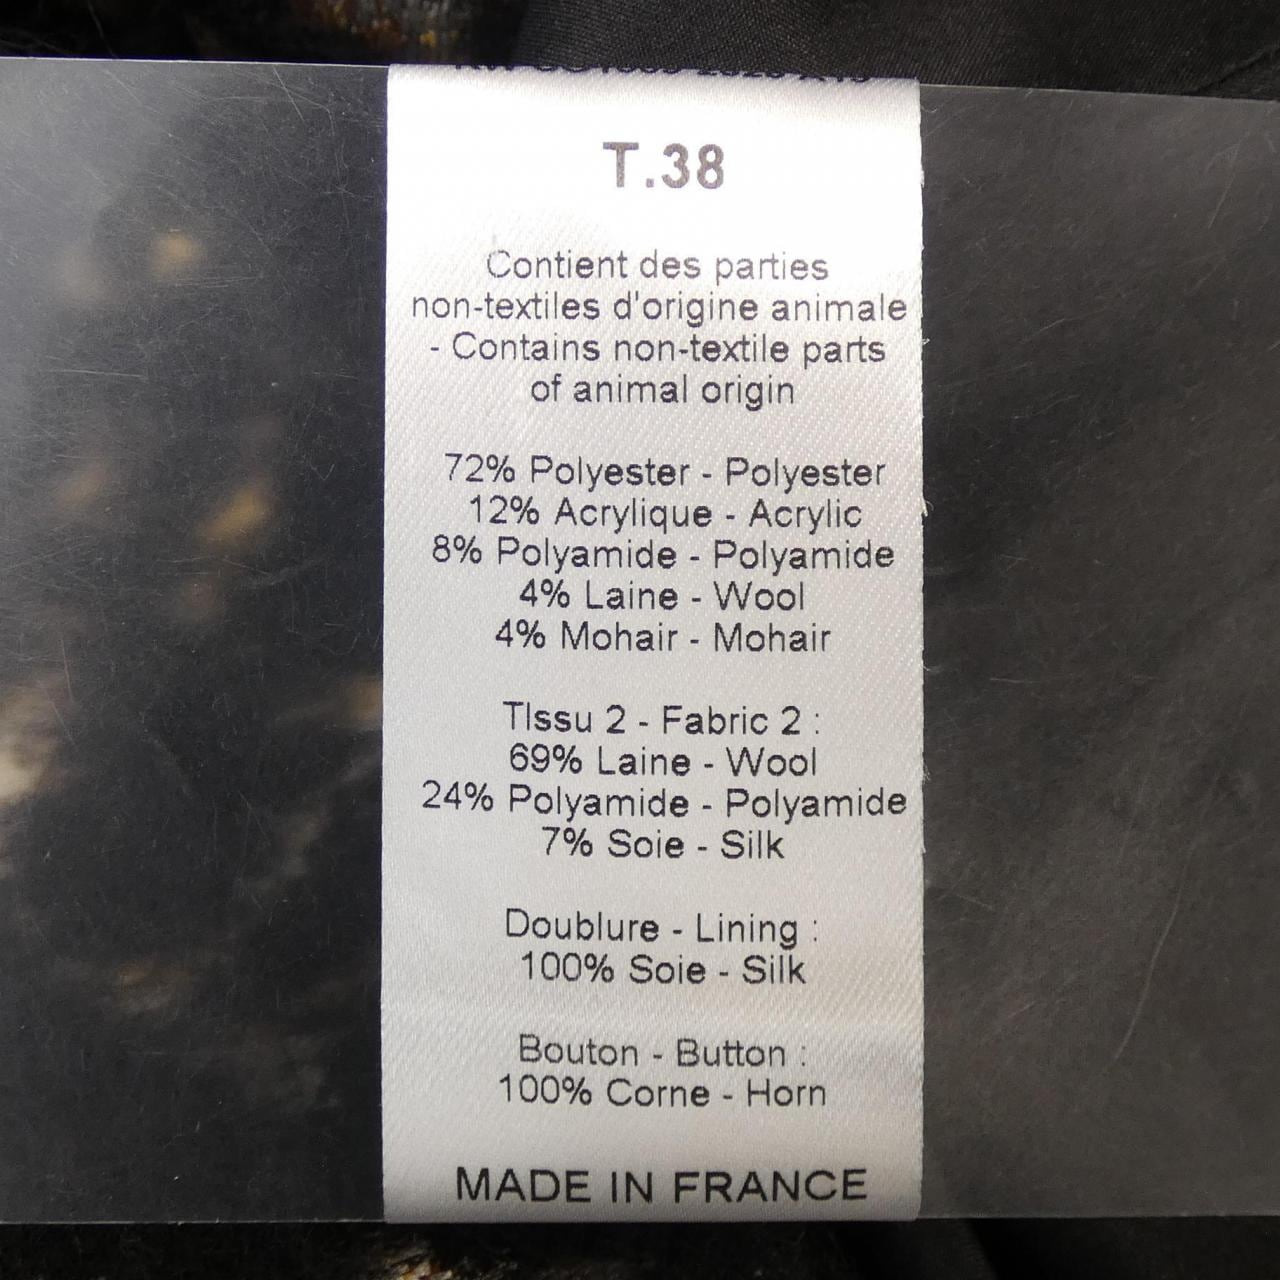 T.38
Contient des parties
non-textiles d'origine animale
- Contains non-textile parts
of animal origin
72% Polyester - Polyester
12% Acrylique - Acrylic
8% Polyamide - Polyamide
4% Laine - Wool
4% Mohair - Mohair
TIssu 2 - Fabric 2 :
69% Laine - Wool
24% Polyamide - Polyamide
7% Soie - Silk
Doublure - Lining :
100% Soie - Silk
Bouton - Button :
100% Corne - Horn
MADE IN FRANCE